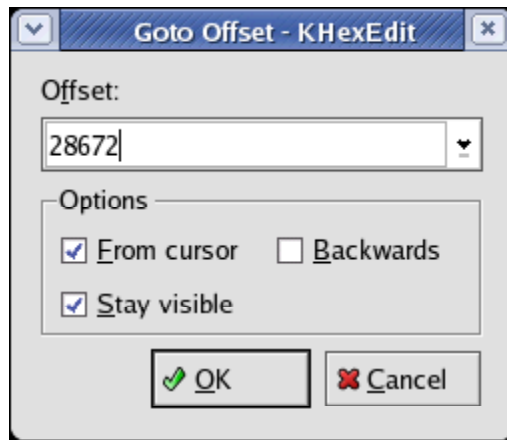 Goto Offset - KHexEdit
Offset:
28672
Options
From cursor Backwards
Stay visible
OK Cancel